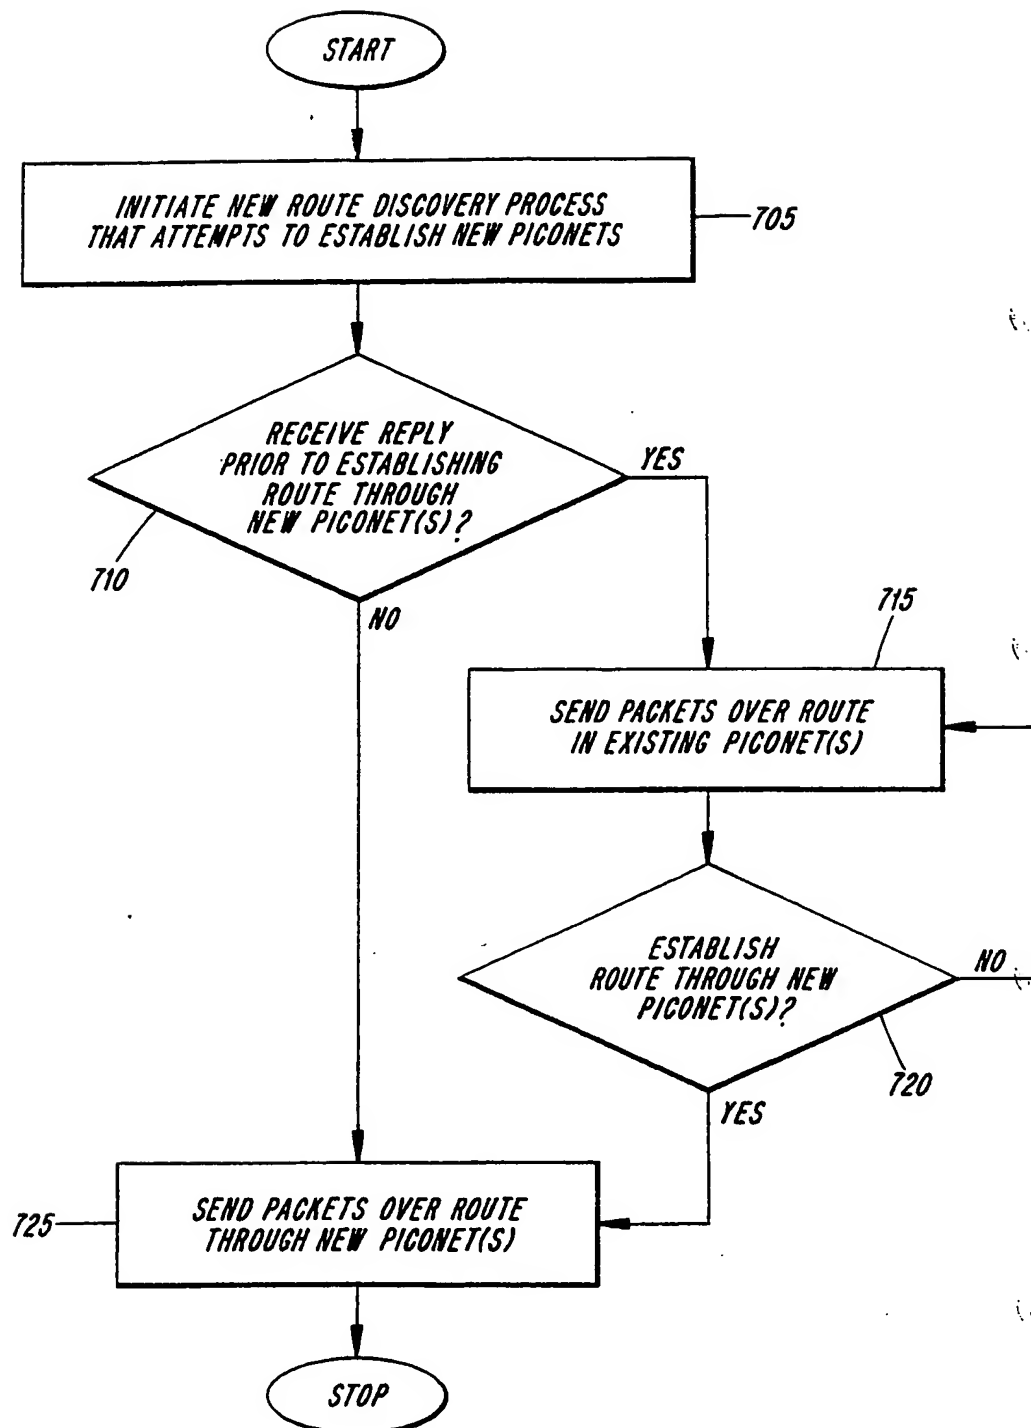 START
INITIATE NEW ROUTE DISCOVERY PROCESS
THAT ATTEMPTS TO ESTABLISH NEW PICONETS
705
RECEIVE REPLY
PRIOR TO ESTABLISHING
ROUTE THROUGH
NEW PICONET(S)?
YES
710
NO
715
SEND PACKETS OVER ROUTE
IN EXISTING PICONET(S)
ESTABLISH
ROUTE THROUGH NEW
PICONET(S)?
NO
720
YES
725
SEND PACKETS OVER ROUTE
THROUGH NEW PICONET(S)
STOP